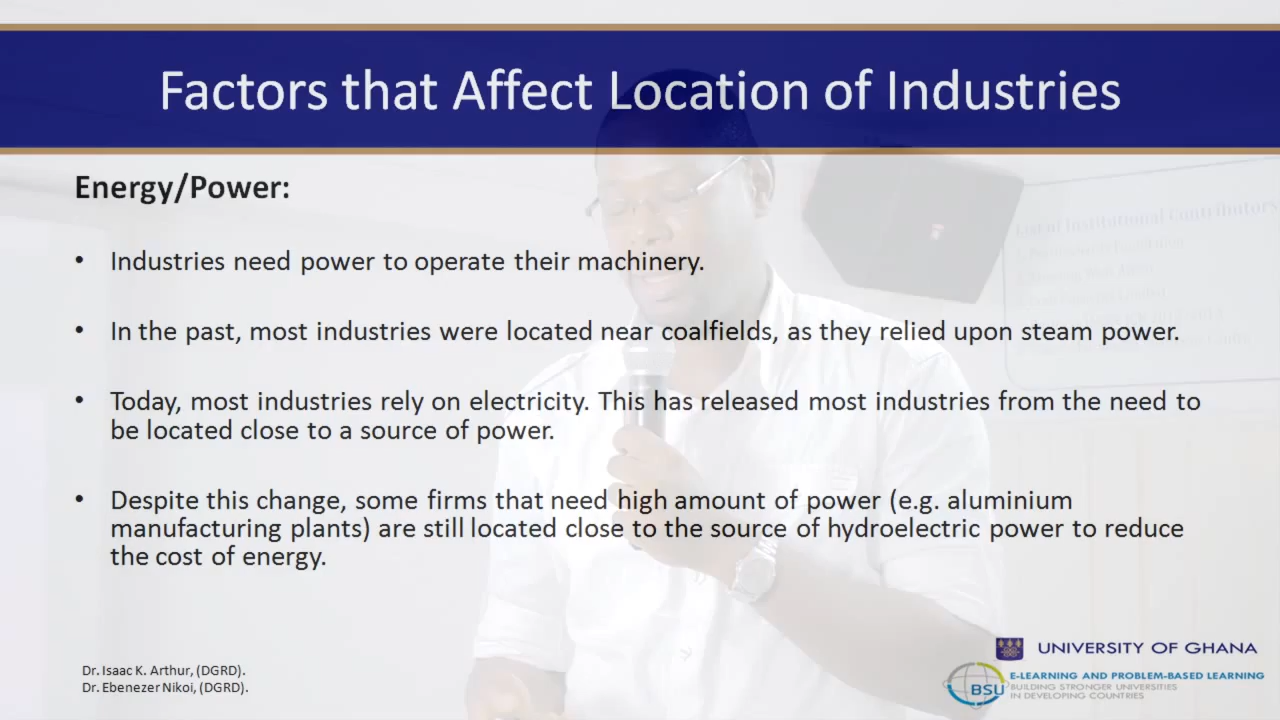 Factors that Affect Location of Industries
Energy/Power:
• Industries need power to operate their machinery.
• In the past, most industries were located near coalfields, as they relied upon steam power.
• Today, most industries rely on electricity. This has released most industries from the need to
be located close to a source of power.
• Despite this change, some firms that need high amount of power (e.g. aluminium
manufacturing plants) are still located close to the source of hydroelectric power to reduce
the cost of energy.
List of Institutional Contributors
Dr. Isaac K. Arthur, (DGRD).
Dr. Ebenezer Nikoi, (DGRD).
UNIVERSITY OF GHANA
BSU
E-LEARNING AND PROBLEM-BASED LEARNING
BUILDING STRONGER UNIVERSITIES
IN DEVELOPING COUNTRIES